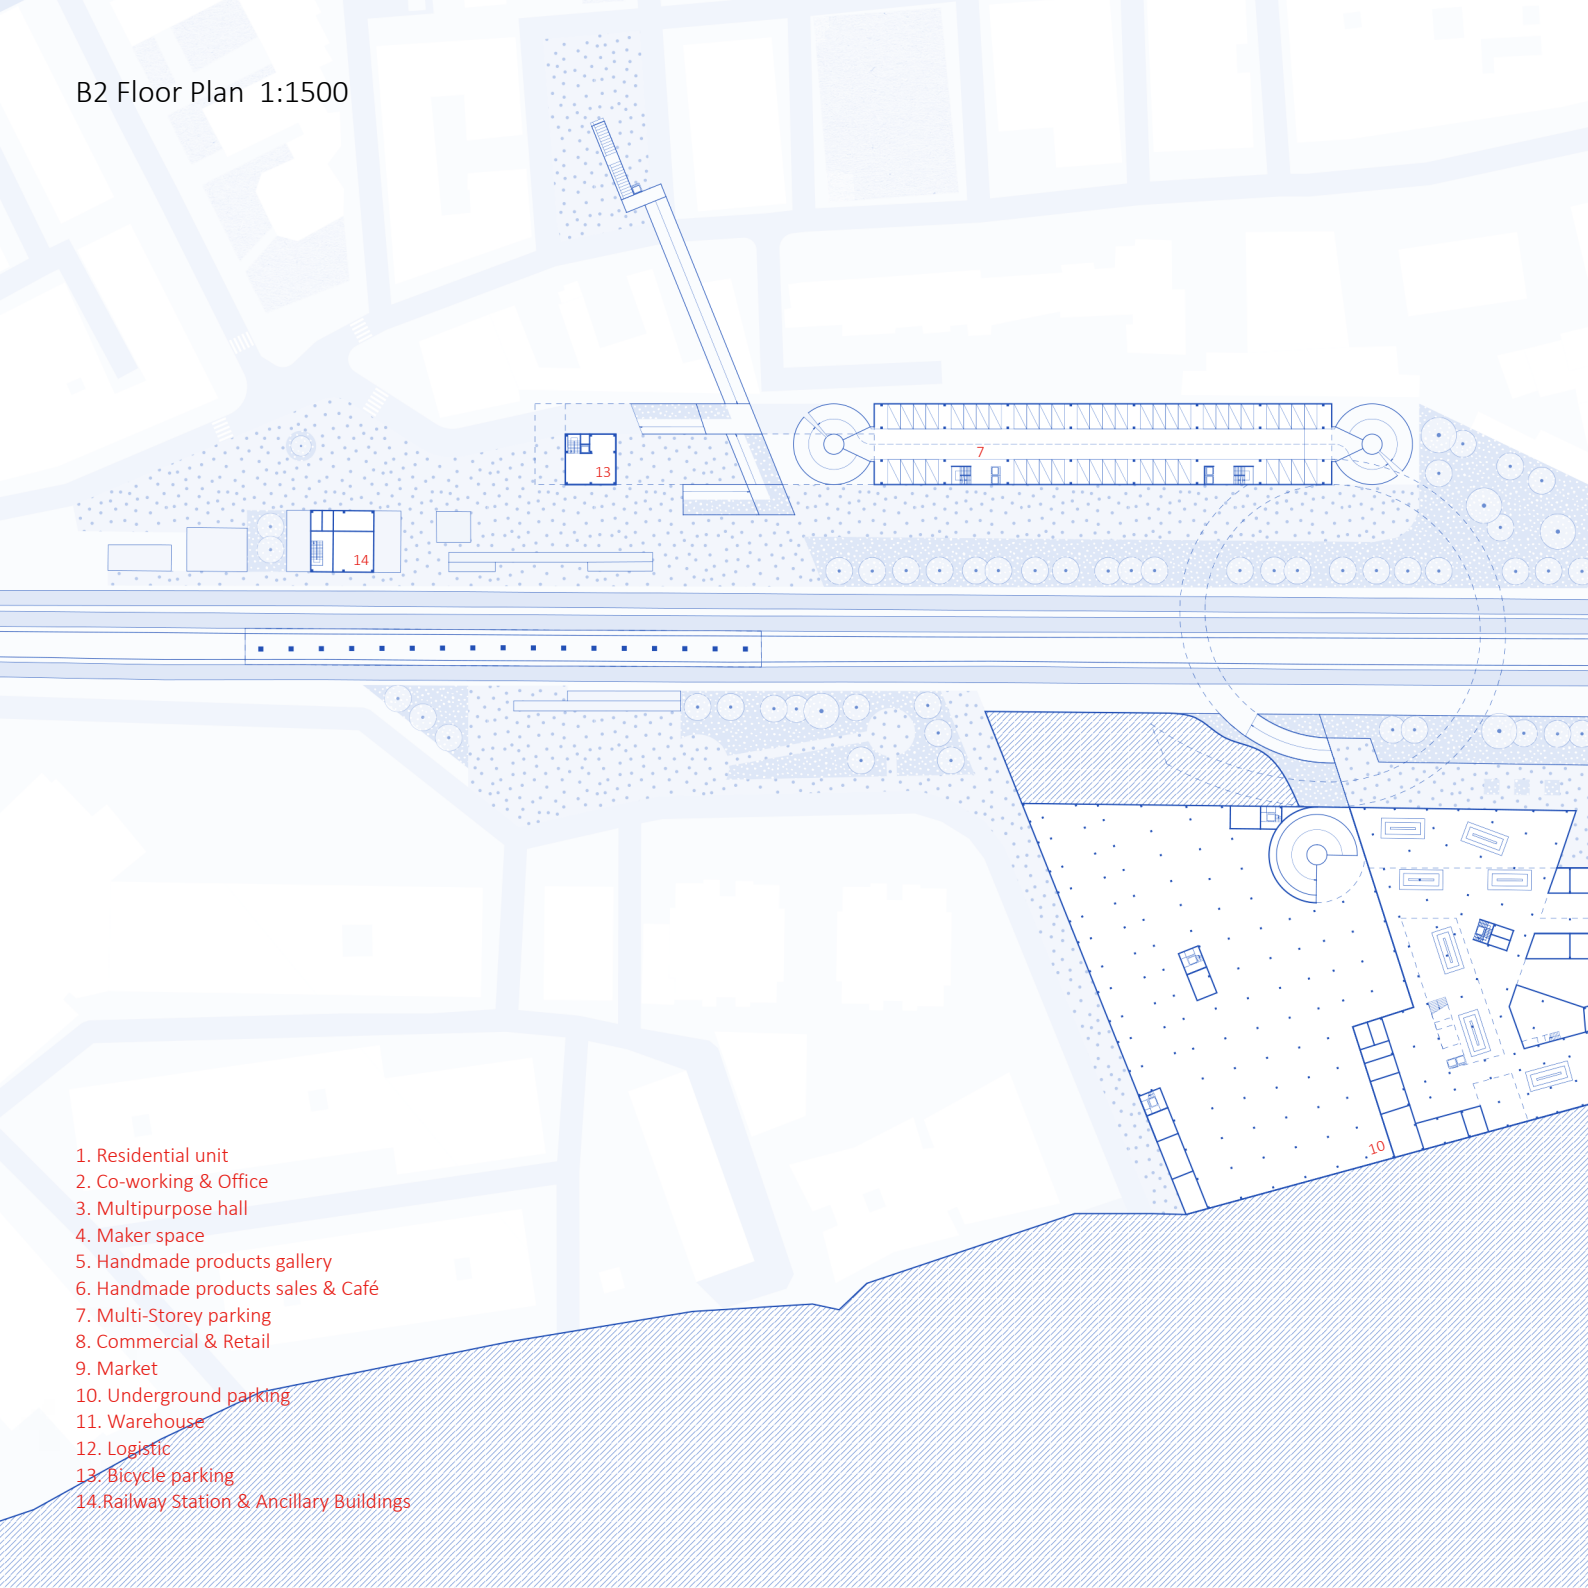 B2 Floor Plan  1:1500
7
13
14
10
1. Residential unit
2. Co-working & Office
3. Multipurpose hall
4. Maker space
5. Handmade products gallery
6. Handmade products sales & Café
7. Multi-Storey parking
8. Commercial & Retail
9. Market
10. Underground parking
11. Warehouse
12. Logistic
13. Bicycle parking
14.Railway Station & Ancillary Buildings